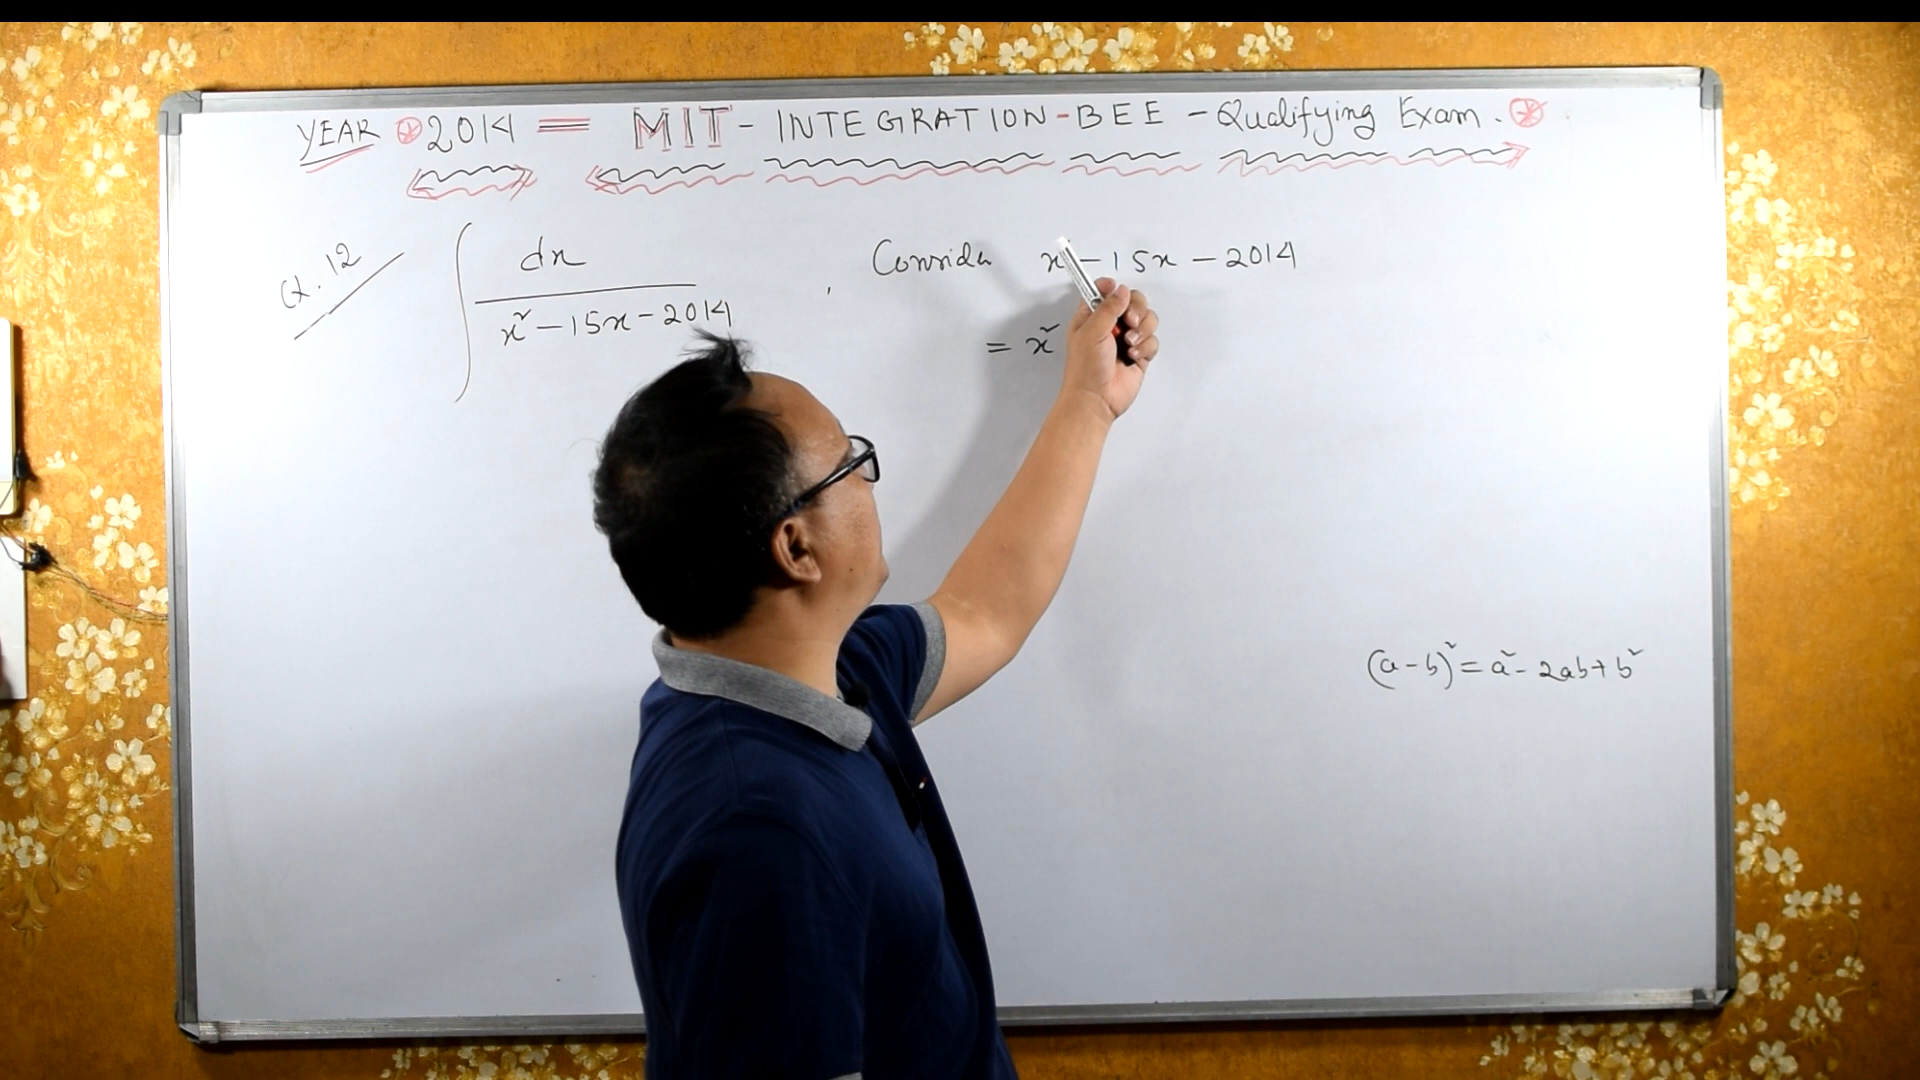 YEAR ⊛ 2014 = MIT - INTEGRATION - BEE - Qualifying Exam. ⊛
Q. 12 ∫ dx / (x² - 15x - 2014) , Consider x² - 15x - 2014
= x²
(a - b)² = a² - 2ab + b²